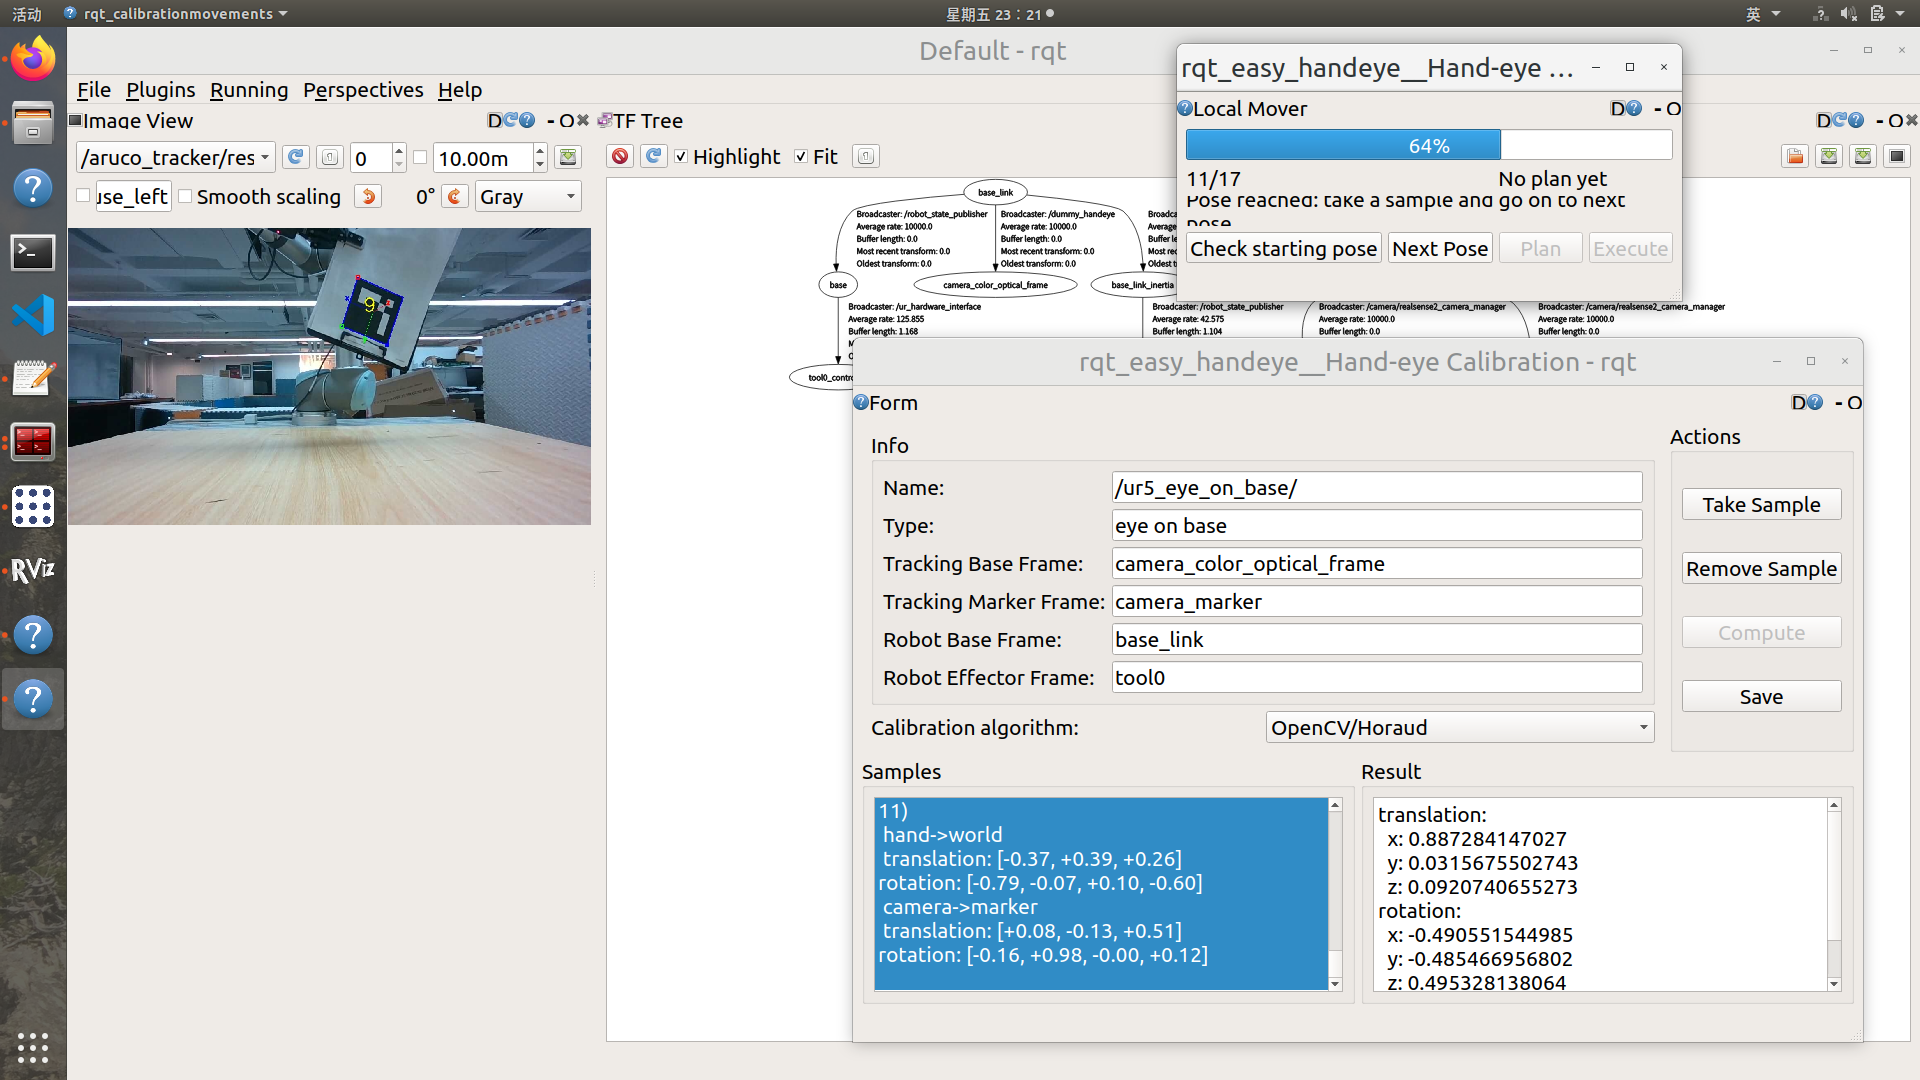 活动
rqt_calibrationmovements
星期五 23：21
英
Default - rqt
File Plugins Running Perspectives Help
Image View
TF Tree
/aruco_tracker/res
0
10.00m
use_left
Smooth scaling
0°
Gray
Highlight
Fit
base_link
Broadcaster: /robot_state_publisher
Average rate: 10000.0
Buffer length: 0.0
Most recent transform: 0.0
Oldest transform: 0.0
Broadcaster: /dummy_handeye
Average rate: 10000.0
Buffer length: 0.0
Most recent transform: 0.0
Oldest transform: 0.0
base
camera_color_optical_frame
base_link_inertia
Broadcaster: /ur_hardware_interface
Average rate: 125.855
Buffer length: 1.168
Broadcaster: /robot_state_publisher
Average rate: 42.575
Buffer length: 1.104
Broadcaster: /camera/realsense2_camera_manager
Average rate: 10000.0
Buffer length: 0.0
Broadcaster: /camera/realsense2_camera_manager
Average rate: 10000.0
Buffer length: 0.0
tool0_contro
rqt_easy_handeye__Hand-eye ...
Local Mover
64%
11/17
No plan yet
Pose reached: take a sample and go on to next
pose
Check starting pose
Next Pose
Plan
Execute
rqt_easy_handeye__Hand-eye Calibration - rqt
Form
Info
Name: /ur5_eye_on_base/
Type: eye on base
Tracking Base Frame: camera_color_optical_frame
Tracking Marker Frame: camera_marker
Robot Base Frame: base_link
Robot Effector Frame: tool0
Calibration algorithm: OpenCV/Horaud
Actions
Take Sample
Remove Sample
Compute
Save
Samples
11)
hand->world
translation: [-0.37, +0.39, +0.26]
rotation: [-0.79, -0.07, +0.10, -0.60]
camera->marker
translation: [+0.08, -0.13, +0.51]
rotation: [-0.16, +0.98, -0.00, +0.12]
Result
translation:
x: 0.887284147027
y: 0.0315675502743
z: 0.0920740655273
rotation:
x: -0.490551544985
y: -0.485466956802
z: 0.495328138064
RViz
9